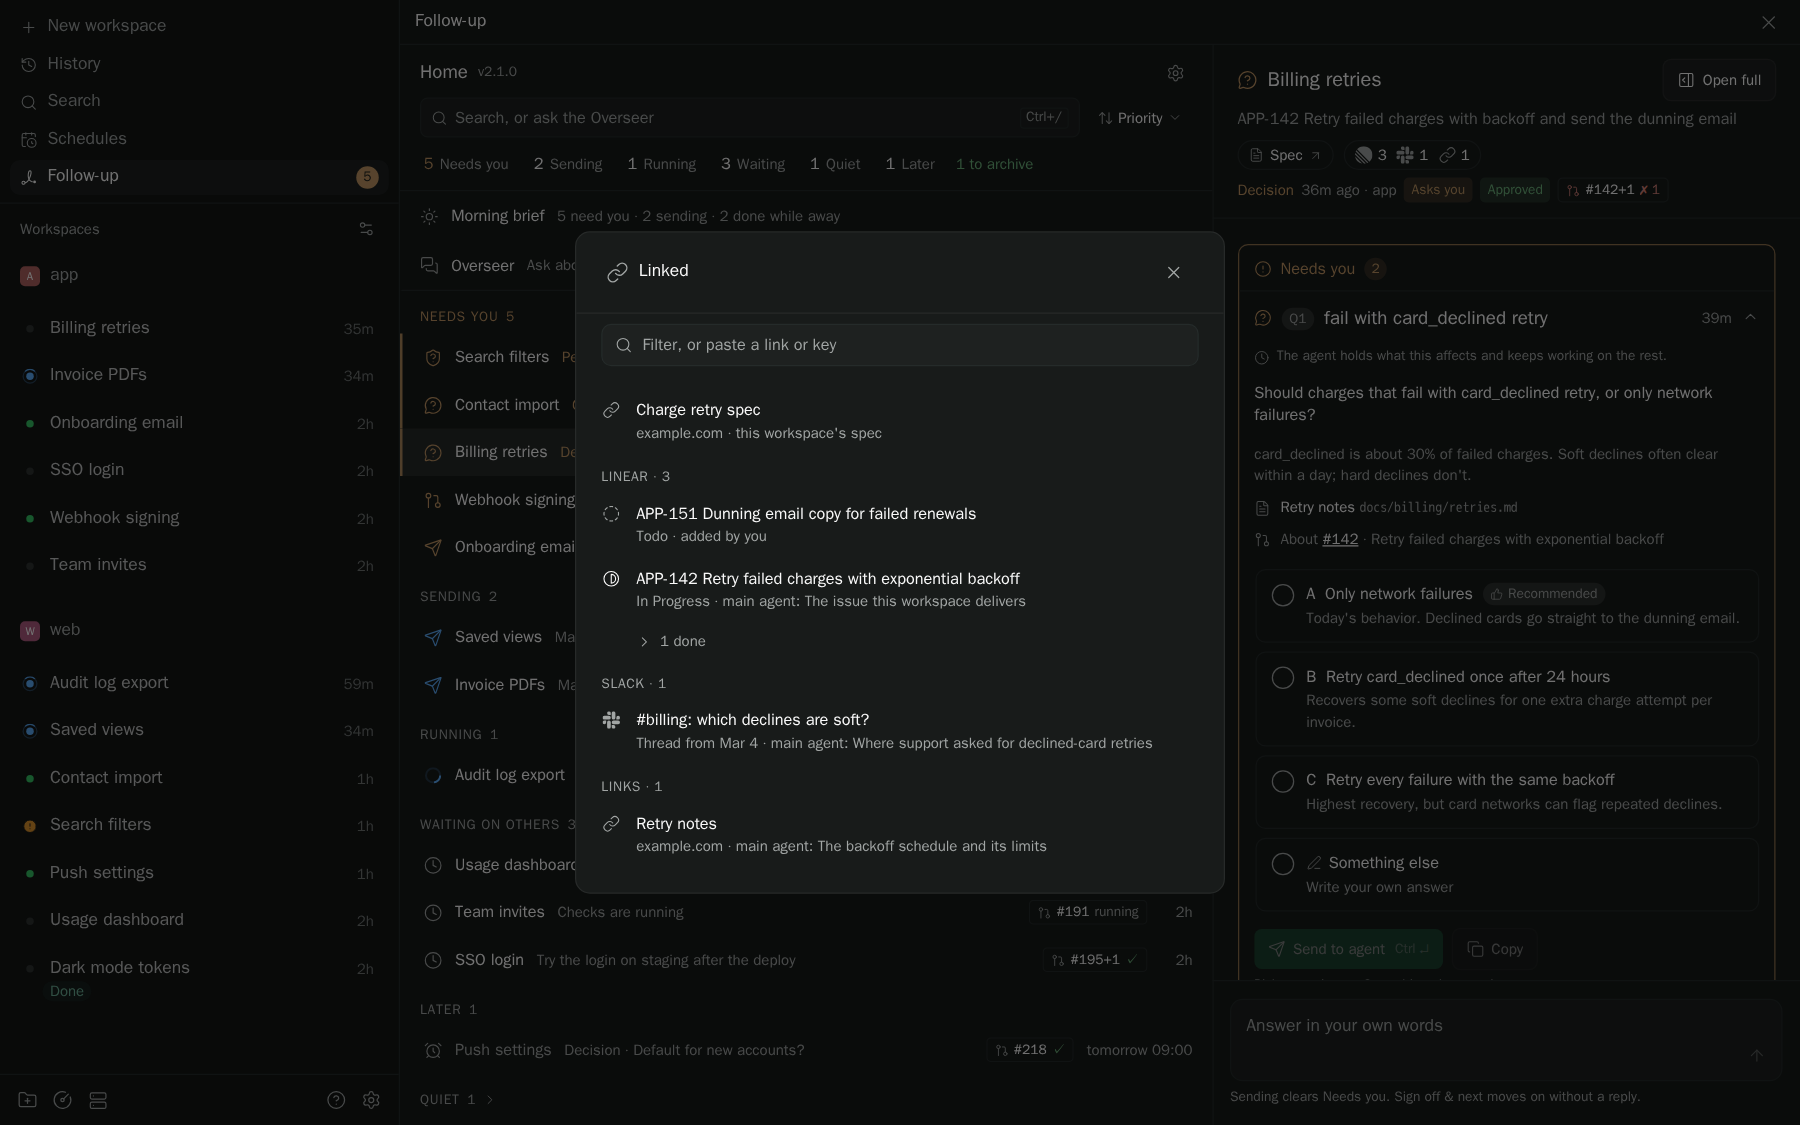 New workspace
History
Search
Schedules
Follow-up 5
Workspaces
A app
Billing retries 35m
Invoice PDFs 34m
Onboarding email 2h
SSO login 2h
Webhook signing 2h
Team invites 2h
W web
Audit log export 59m
Saved views 34m
Contact import 1h
Search filters 1h
Push settings 1h
Usage dashboard 2h
Dark mode tokens 2h
Done
Follow-up
Home v2.1.0
Search, or ask the Overseer Ctrl+/
Priority
5 Needs you 2 Sending 1 Running 3 Waiting 1 Quiet 1 Later 1 to archive
Morning brief 5 need you · 2 sending · 2 done while away
Overseer Ask abo
NEEDS YOU 5
Search filters Pe
Contact import
Billing retries De
Webhook signing
Onboarding emai
SENDING 2
Saved views Ma
Invoice PDFs Ma
RUNNING 1
Audit log export
WAITING ON OTHERS 3
Usage dashboard
Team invites Checks are running #191 running 2h
SSO login Try the login on staging after the deploy #195+1 ✓ 2h
LATER 1
Push settings Decision · Default for new accounts? #218 ✓ tomorrow 09:00
QUIET 1
Linked
Filter, or paste a link or key
Charge retry spec
example.com · this workspace's spec
LINEAR · 3
APP-151 Dunning email copy for failed renewals
Todo · added by you
APP-142 Retry failed charges with exponential backoff
In Progress · main agent: The issue this workspace delivers
1 done
SLACK · 1
#billing: which declines are soft?
Thread from Mar 4 · main agent: Where support asked for declined-card retries
LINKS · 1
Retry notes
example.com · main agent: The backoff schedule and its limits
Billing retries
Open full
APP-142 Retry failed charges with backoff and send the dunning email
Spec 3 1 1
Decision 36m ago · app Asks you Approved #142+1 ✗ 1
Needs you 2
Q1 fail with card_declined retry 39m
The agent holds what this affects and keeps working on the rest.
Should charges that fail with card_declined retry, or only network
failures?
card_declined is about 30% of failed charges. Soft declines often clear
within a day; hard declines don't.
Retry notes docs/billing/retries.md
About #142 · Retry failed charges with exponential backoff
A Only network failures Recommended
Today's behavior. Declined cards go straight to the dunning email.
B Retry card_declined once after 24 hours
Recovers some soft declines for one extra charge attempt per
invoice.
C Retry every failure with the same backoff
Highest recovery, but card networks can flag repeated declines.
Something else
Write your own answer
Send to agent Ctrl ↵
Copy
Answer in your own words
Sending clears Needs you. Sign off & next moves on without a reply.